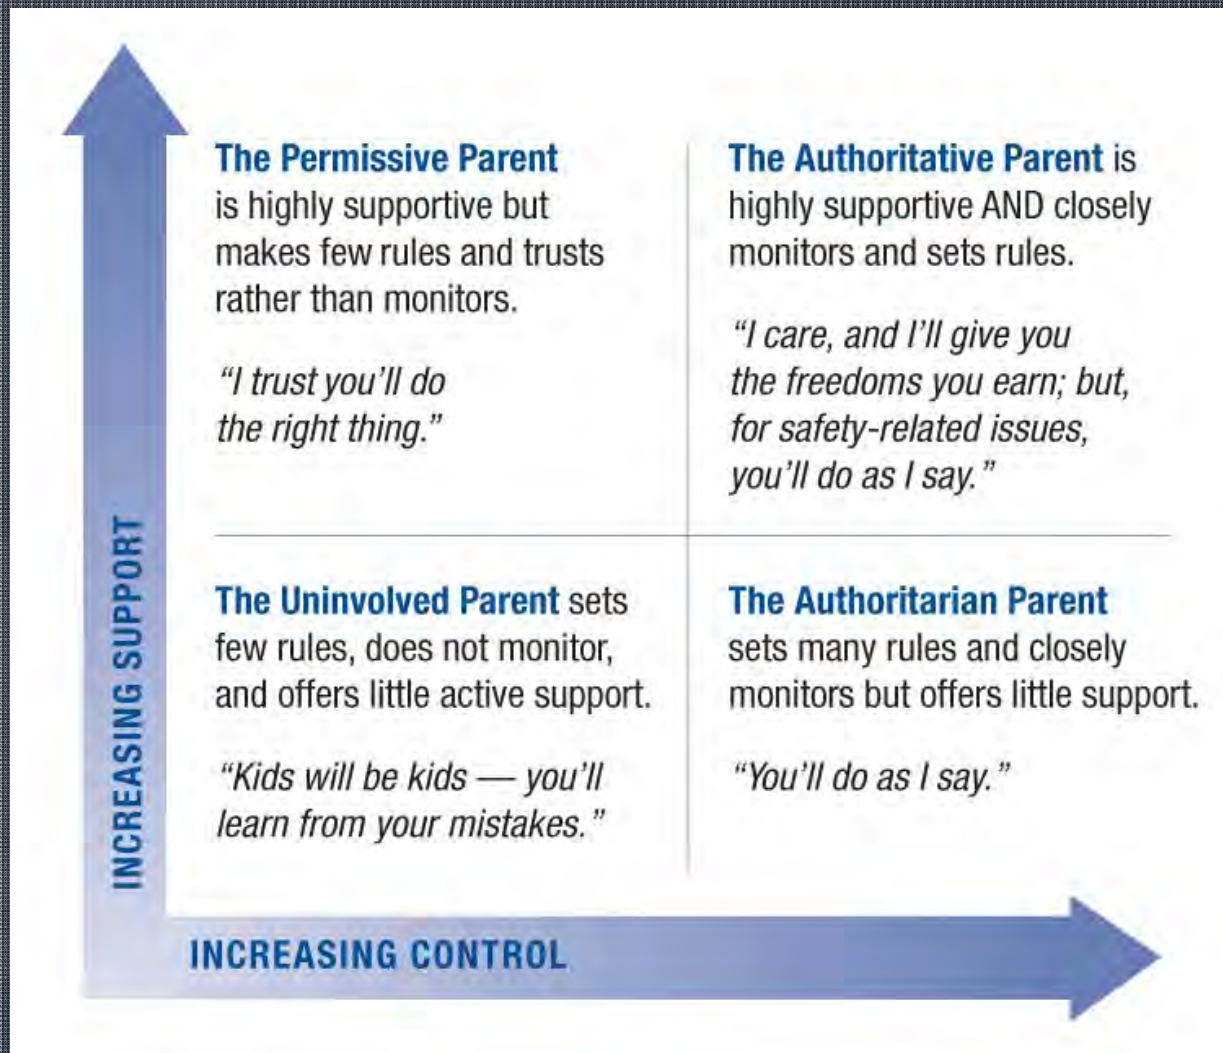 The Permissive Parent
is highly supportive but
makes few rules and trusts
rather than monitors.
“I trust you’ll do
the right thing.”
The Authoritative Parent is
highly supportive AND closely
monitors and sets rules.
“I care, and I’ll give you
the freedoms you earn; but,
for safety-related issues,
you’ll do as I say.”
The Uninvolved Parent sets
few rules, does not monitor,
and offers little active support.
“Kids will be kids — you’ll
learn from your mistakes.”
The Authoritarian Parent
sets many rules and closely
monitors but offers little support.
“You’ll do as I say.”
INCREASING SUPPORT
INCREASING CONTROL